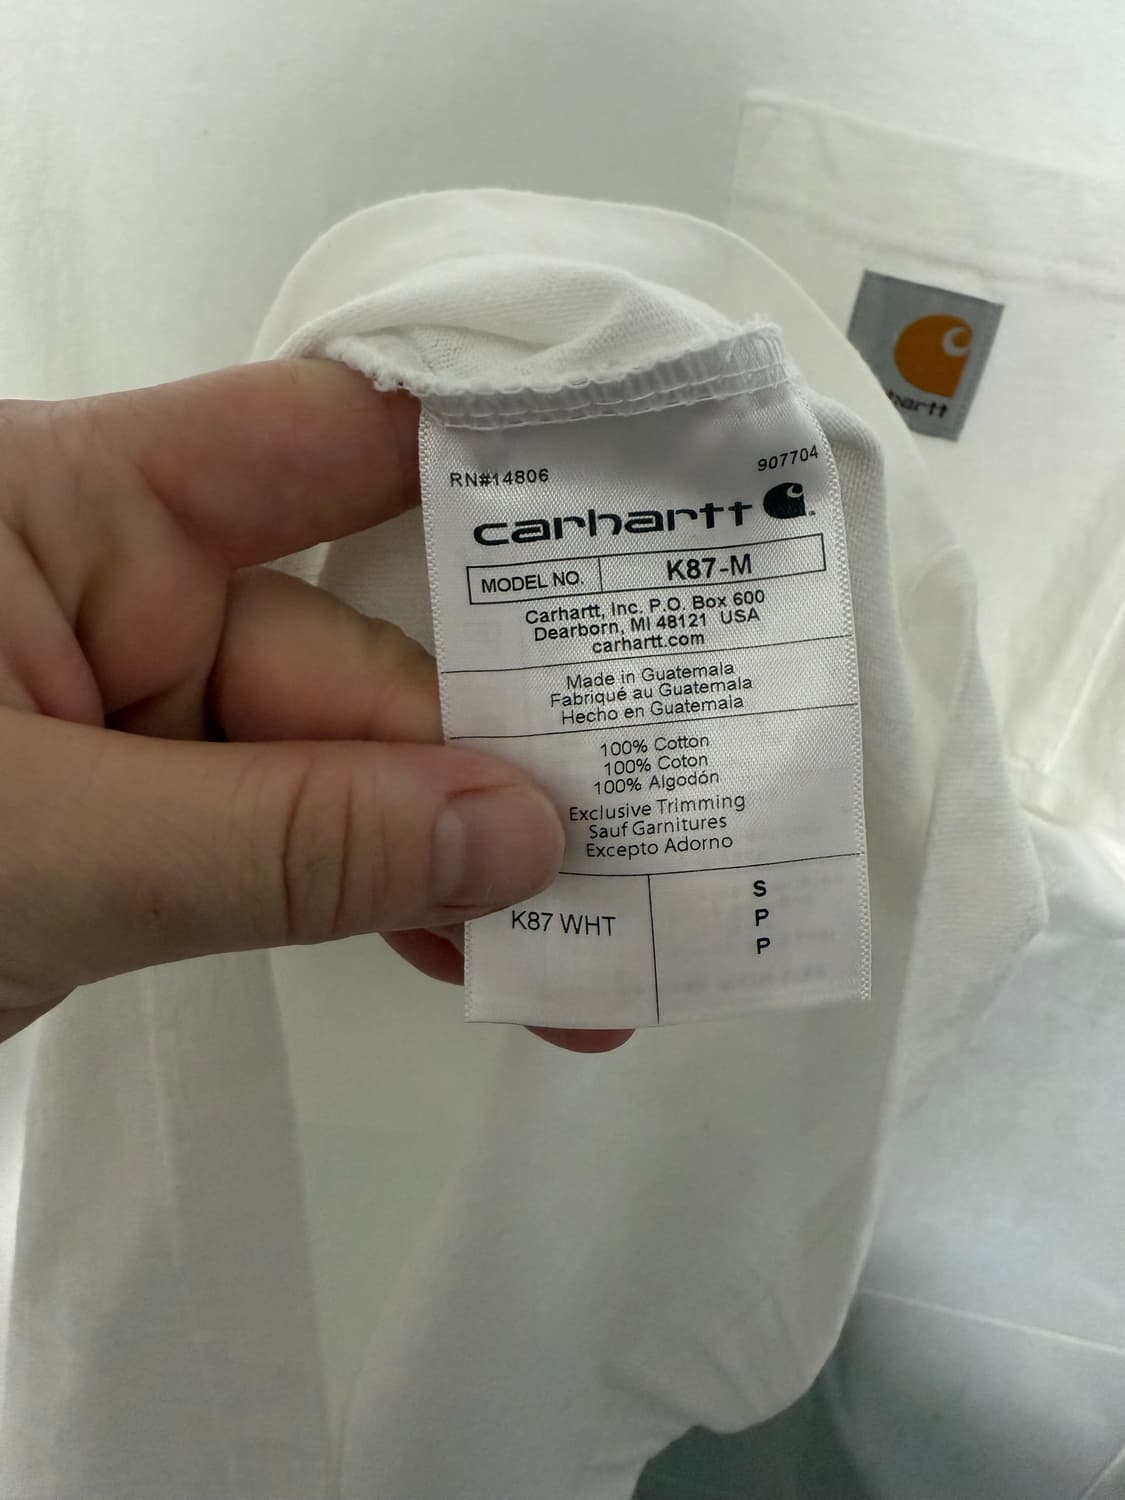 RN#14806 907704
carhartt
MODEL NO. K87-M
Carhartt, Inc. P.O. Box 600
Dearborn, MI 48121 USA
carhartt.com
Made in Guatemala
Fabriqué au Guatemala
Hecho en Guatemala
100% Cotton
100% Coton
100% Algodón
Exclusive Trimming
Sauf Garnitures
Excepto Adorno
K87 WHT
S
P
P